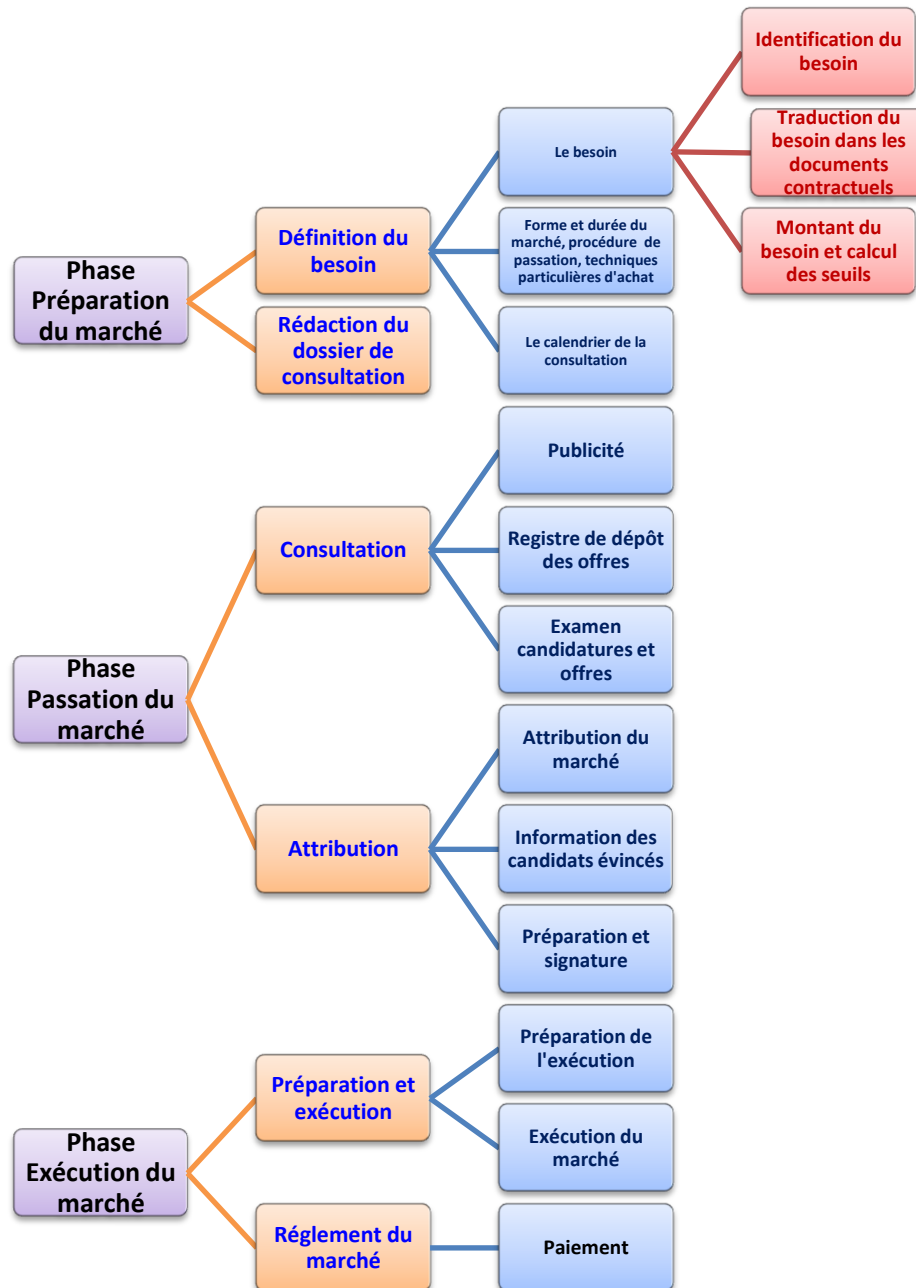 Identification du
besoin
Le besoin
Traduction du
besoin dans les
documents
contractuels
Définition du
besoin
Forme et durée du
marché, procédure de
passation, techniques
particulières d'achat
Montant du
besoin et calcul
des seuils
Phase
Préparation
du marché
Rédaction du
dossier de
consultation
Le calendrier de la
consultation
Publicité
Consultation
Registre de dépôt
des offres
Examen
candidatures et
offres
Phase
Passation du
marché
Attribution du
marché
Attribution
Information des
candidats évincés
Préparation et
signature
Préparation de
l'exécution
Préparation et
exécution
Exécution du
marché
Phase
Exécution du
marché
Réglement du
marché
Paiement